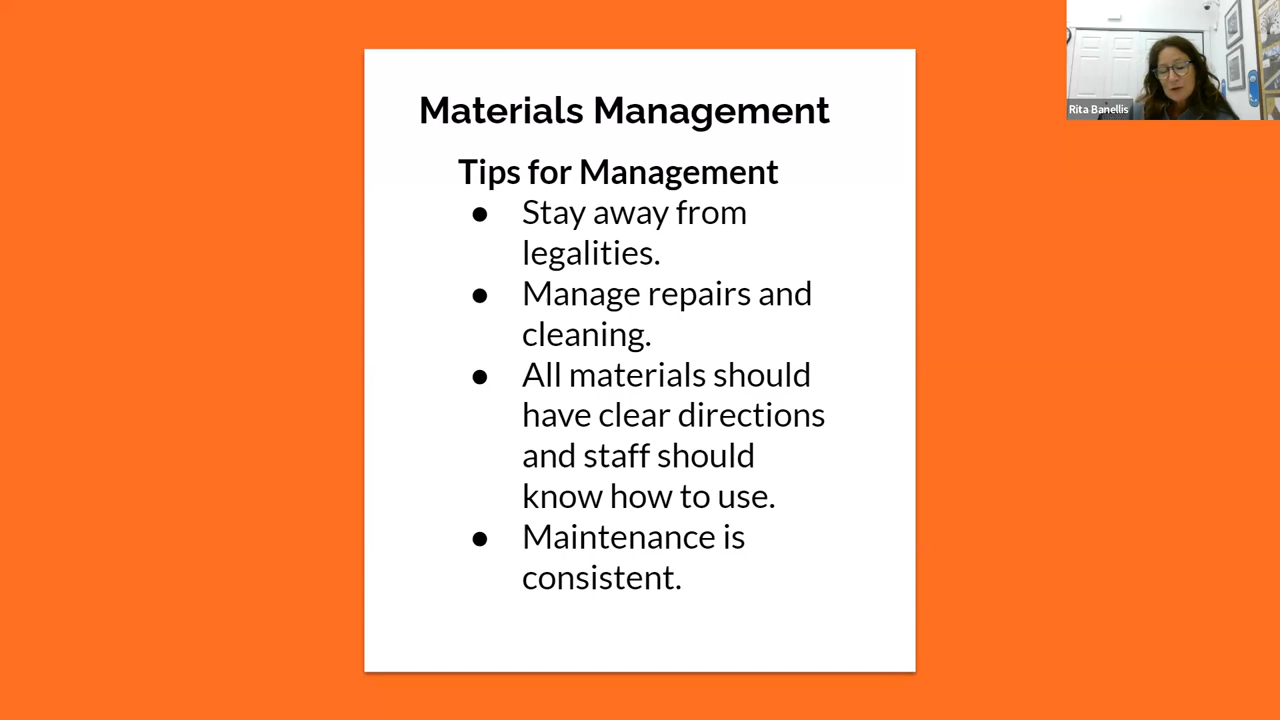 Materials Management
Tips for Management
● Stay away from
legalities.
● Manage repairs and
cleaning.
● All materials should
have clear directions
and staff should
know how to use.
● Maintenance is
consistent.
Rita Banellis